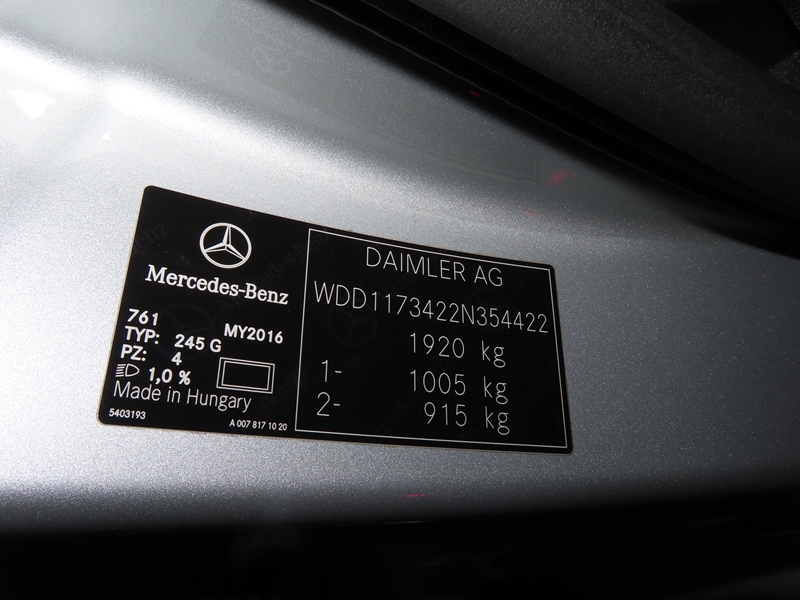 Mercedes-Benz
761
TYP: 245 G MY2016
PZ: 4
1,0 %
Made in Hungary
5403193 A 007 817 10 20
DAIMLER AG
WDD1173422N354422
1920 kg
1- 1005 kg
2- 915 kg